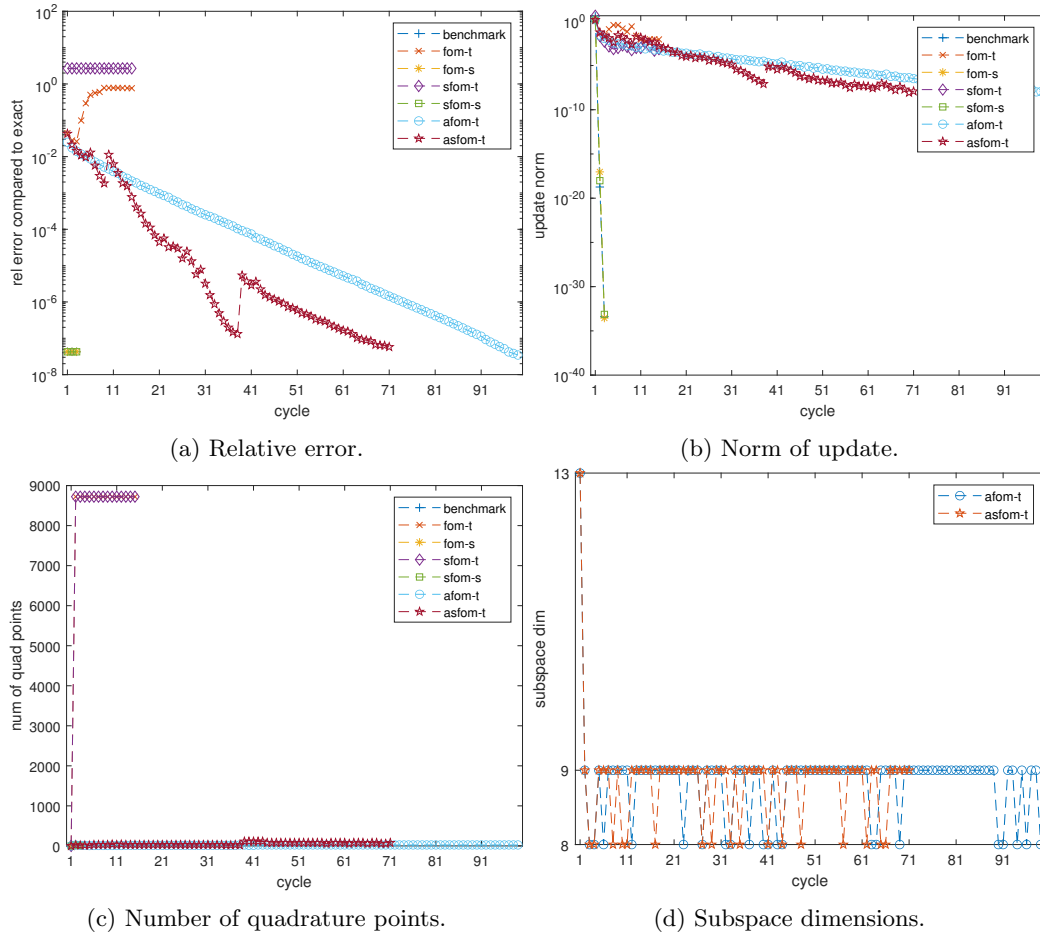 10^2
10^0
10^-2
10^-4
10^-6
10^-8
rel error compared to exact
1 11 21 31 41 51 61 71 81 91
cycle
benchmark
fom-t
fom-s
sfom-t
sfom-s
afom-t
asfom-t
(a) Relative error.
10^0
10^-10
10^-20
10^-30
10^-40
update norm
1 11 21 31 41 51 61 71 81 91
cycle
benchmark
fom-t
fom-s
sfom-t
sfom-s
afom-t
asfom-t
(b) Norm of update.
9000
8000
7000
6000
5000
4000
3000
2000
1000
0
num of quad points
1 11 21 31 41 51 61 71 81 91
cycle
benchmark
fom-t
fom-s
sfom-t
sfom-s
afom-t
asfom-t
(c) Number of quadrature points.
13
9
8
subspace dim
1 11 21 31 41 51 61 71 81 91
cycle
afom-t
asfom-t
(d) Subspace dimensions.